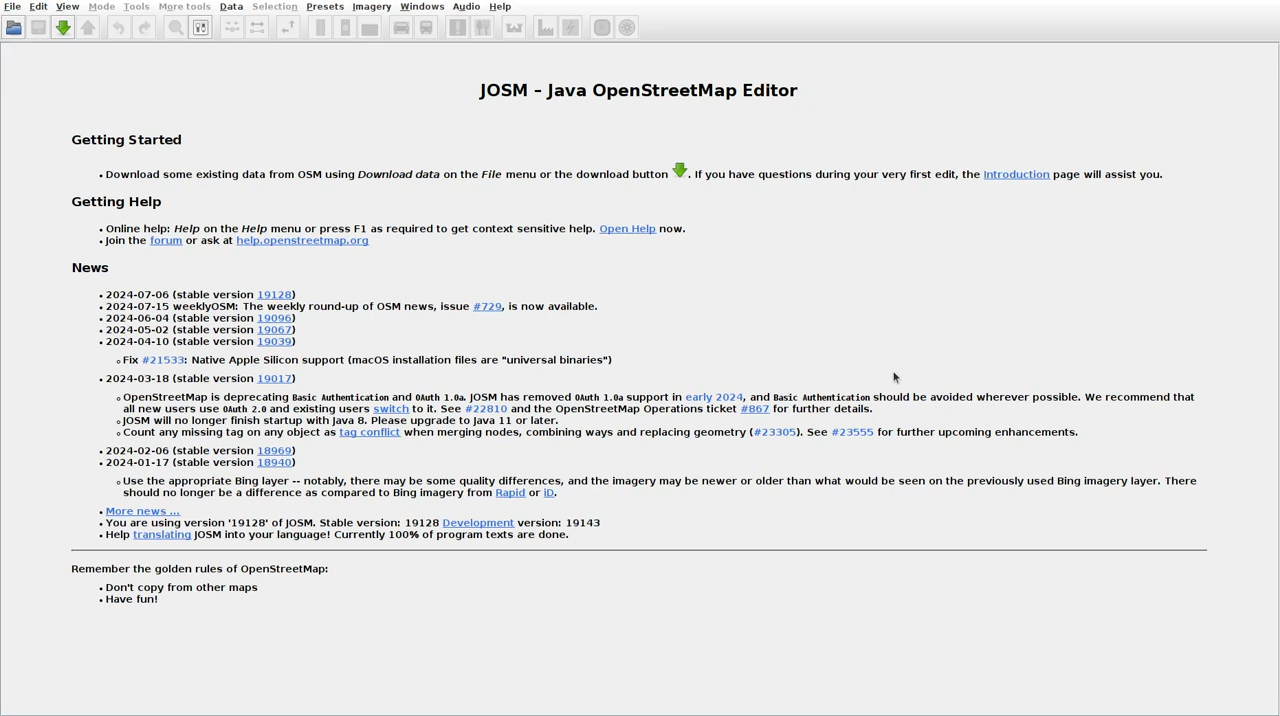 File Edit View Mode Tools More tools Data Selection Presets Imagery Windows Audio Help
JOSM – Java OpenStreetMap Editor
Getting Started
• Download some existing data from OSM using Download data on the File menu or the download button . If you have questions during your very first edit, the Introduction page will assist you.
Getting Help
• Online help: Help on the Help menu or press F1 as required to get context sensitive help. Open Help now.
• Join the forum or ask at help.openstreetmap.org
News
• 2024-07-06 (stable version 19128)
• 2024-07-15 weeklyOSM: The weekly round-up of OSM news, issue #729, is now available.
• 2024-06-04 (stable version 19096)
• 2024-05-02 (stable version 19067)
• 2024-04-10 (stable version 19039)
◦ Fix #21533: Native Apple Silicon support (macOS installation files are "universal binaries")
• 2024-03-18 (stable version 19017)
◦ OpenStreetMap is deprecating Basic Authentication and OAuth 1.0a. JOSM has removed OAuth 1.0a support in early 2024, and Basic Authentication should be avoided wherever possible. We recommend that
all new users use OAuth 2.0 and existing users switch to it. See #22810 and the OpenStreetMap Operations ticket #867 for further details.
◦ JOSM will no longer finish startup with Java 8. Please upgrade to Java 11 or later.
◦ Count any missing tag on any object as tag conflict when merging nodes, combining ways and replacing geometry (#23305). See #23555 for further upcoming enhancements.
• 2024-02-06 (stable version 18969)
• 2024-01-17 (stable version 18940)
◦ Use the appropriate Bing layer -- notably, there may be some quality differences, and the imagery may be newer or older than what would be seen on the previously used Bing imagery layer. There
should no longer be a difference as compared to Bing imagery from Rapid or iD.
• More news ...
• You are using version '19128' of JOSM. Stable version: 19128 Development version: 19143
• Help translating JOSM into your language! Currently 100% of program texts are done.
Remember the golden rules of OpenStreetMap:
• Don't copy from other maps
• Have fun!